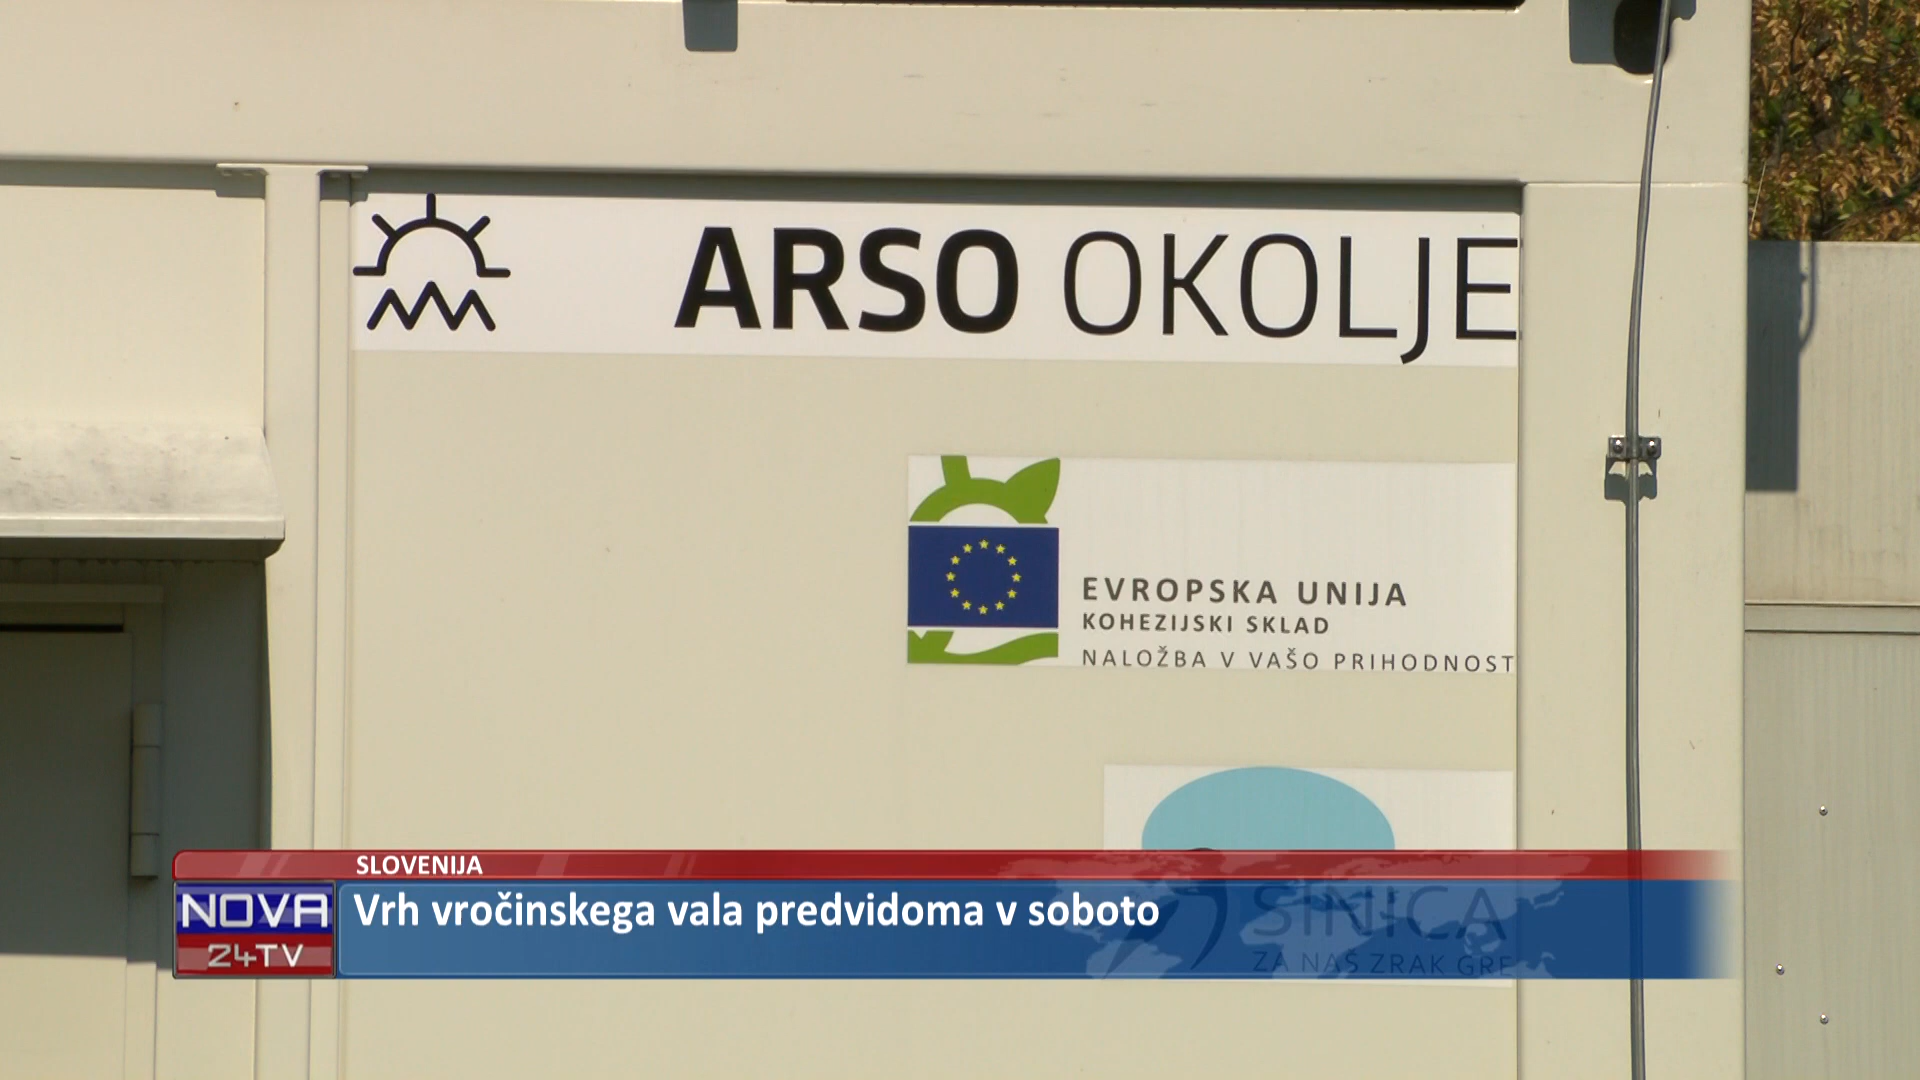 ARSO OKOLJE
EVROPSKA UNIJA
KOHEZIJSKI SKLAD
NALOŽBA V VAŠO PRIHODNOST
SLOVENIJA
NOVA
24TV
Vrh vročinskega vala predvidoma v soboto
SINICA
ZA NAŠ ZRAK GRE